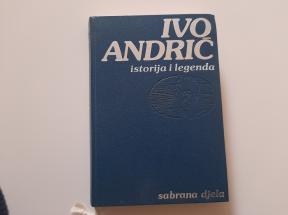 IVO
ANDRIĆ
istorija i legenda
sabrana djela